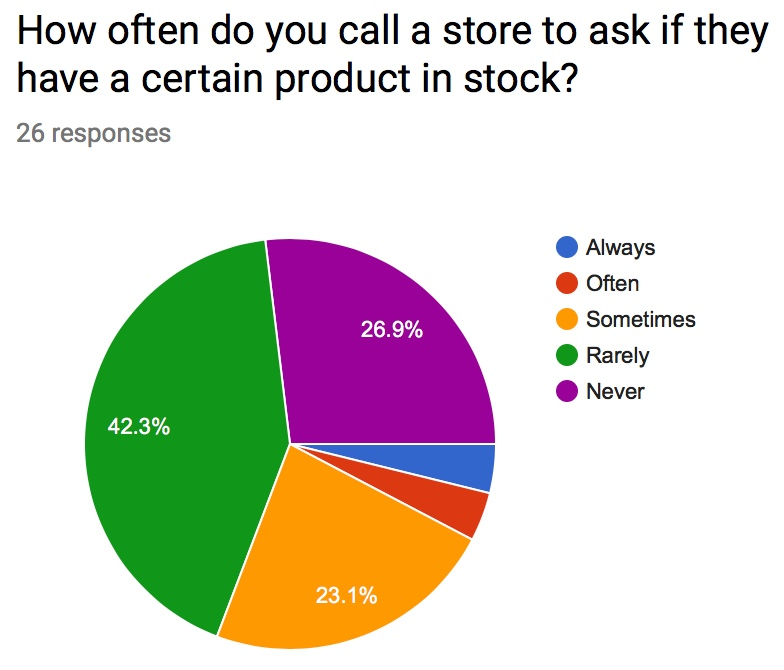 How often do you call a store to ask if they
have a certain product in stock?
26 responses
Always
Often
Sometimes
Rarely
Never
26.9%
42.3%
23.1%